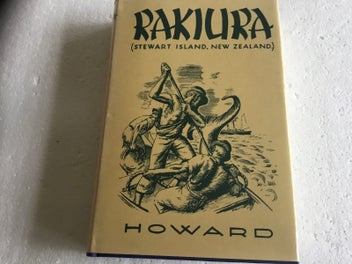 RAKIURA
(STEWART ISLAND, NEW ZEALAND)
HOWARD